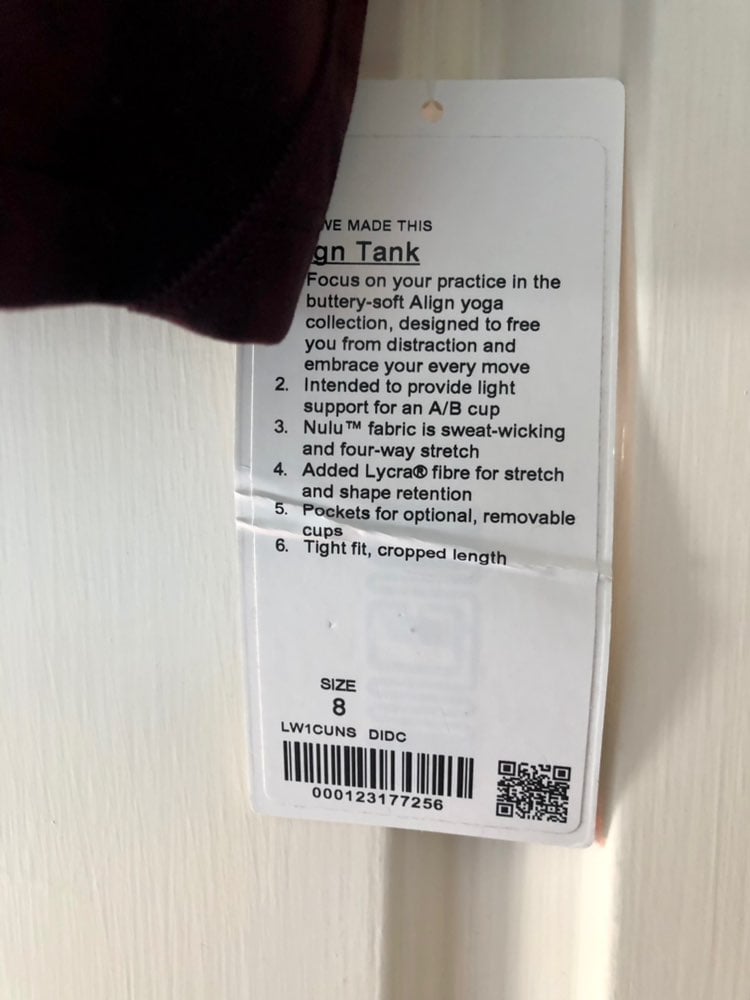 WE MADE THIS
gn Tank
Focus on your practice in the
buttery-soft Align yoga
collection, designed to free
you from distraction and
embrace your every move
2. Intended to provide light
support for an A/B cup
3. Nulu™ fabric is sweat-wicking
and four-way stretch
4. Added Lycra® fibre for stretch
and shape retention
5. Pockets for optional, removable
cups
6. Tight fit, cropped length
SIZE
8
LW1CUNS DIDC
000123177256